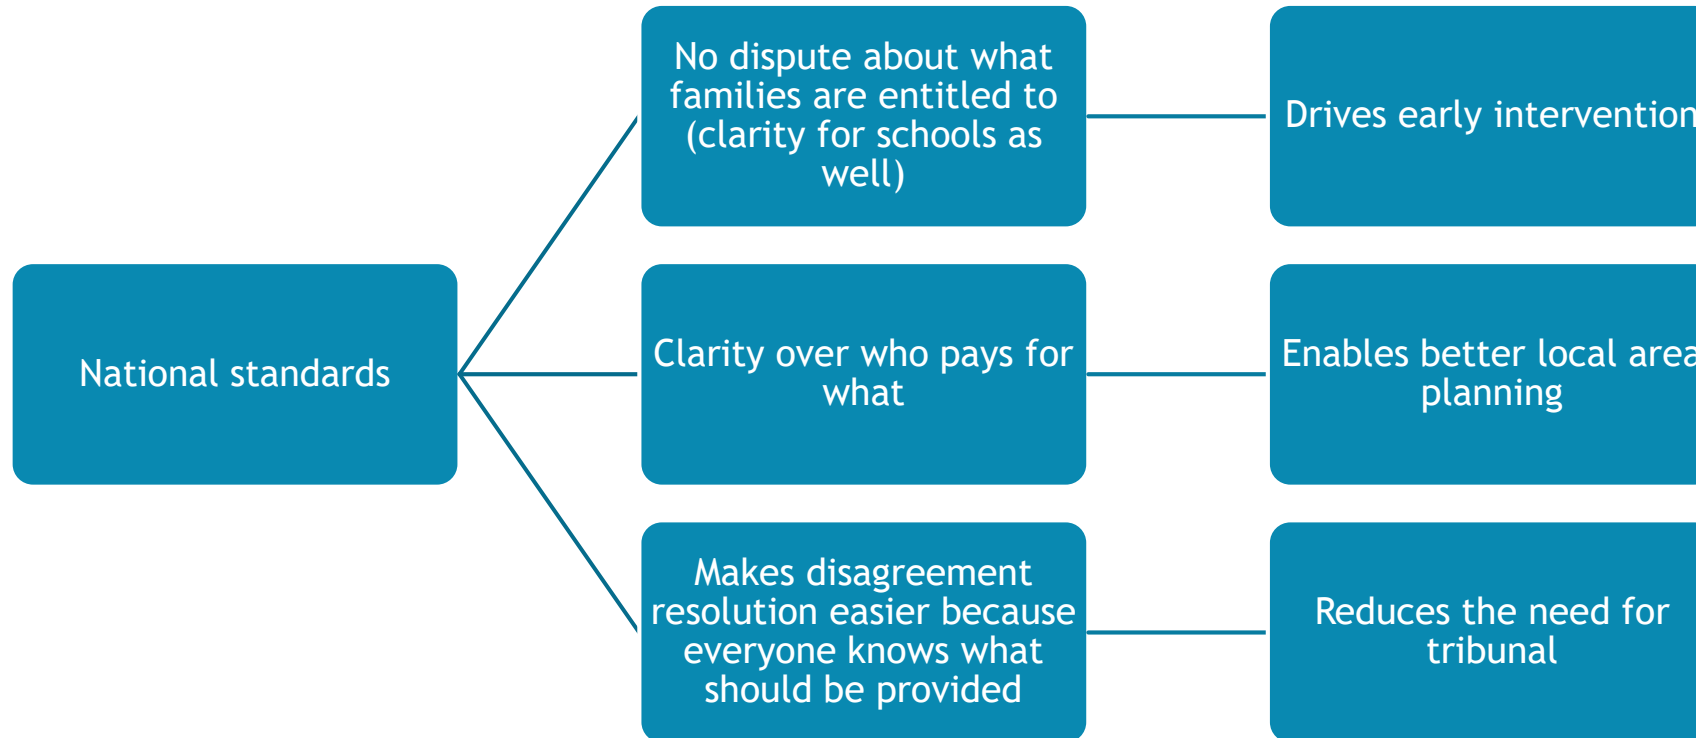 No dispute about what
families are entitled to
(clarity for schools as
well)
Drives early intervention
National standards
Clarity over who pays for
what
Enables better local area
planning
Makes disagreement
resolution easier because
everyone knows what
should be provided
Reduces the need for
tribunal